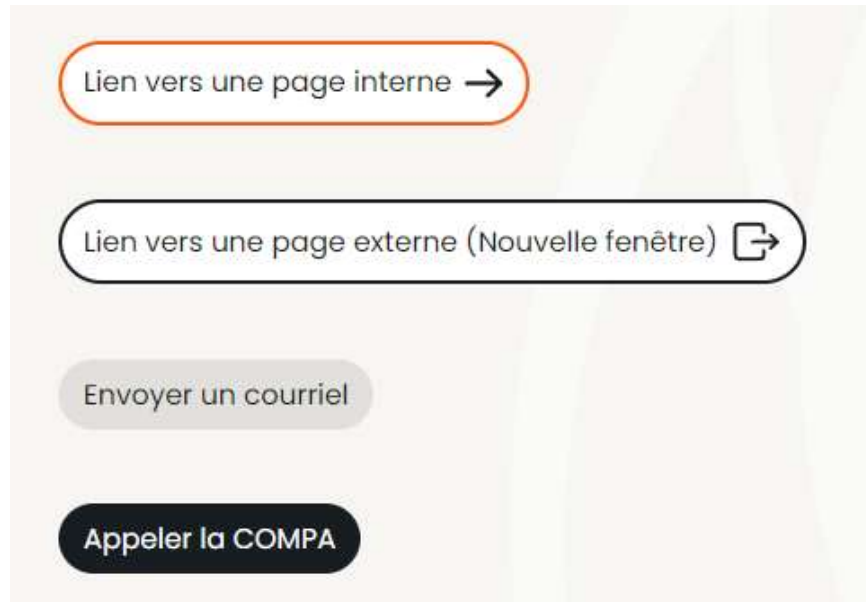 Lien vers une page interne
Lien vers une page externe (Nouvelle fenêtre)
Envoyer un courriel
Appeler la COMPA